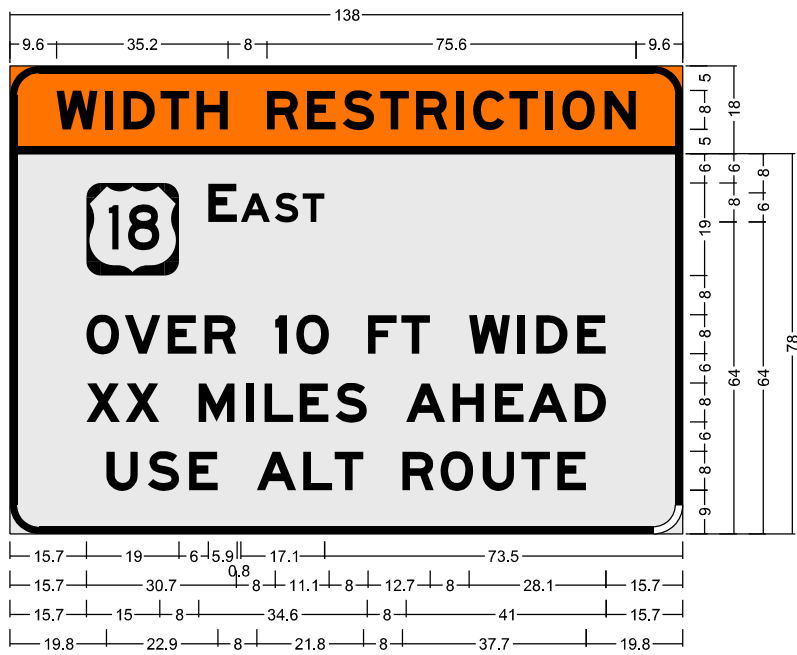 138
9.6 35.2 8 75.6 9.6
WIDTH RESTRICTION
5 8 5 18
18 EAST
6 19 8 8 6 8 6 8 9
6 8 64
8 6 64
78
OVER 10 FT WIDE
XX MILES AHEAD
USE ALT ROUTE
15.7 19 6 5.9 0.8 17.1 73.5
15.7 30.7 8 11.1 8 12.7 8 28.1 15.7
15.7 15 8 34.6 8 41 15.7
19.8 22.9 8 21.8 8 37.7 19.8